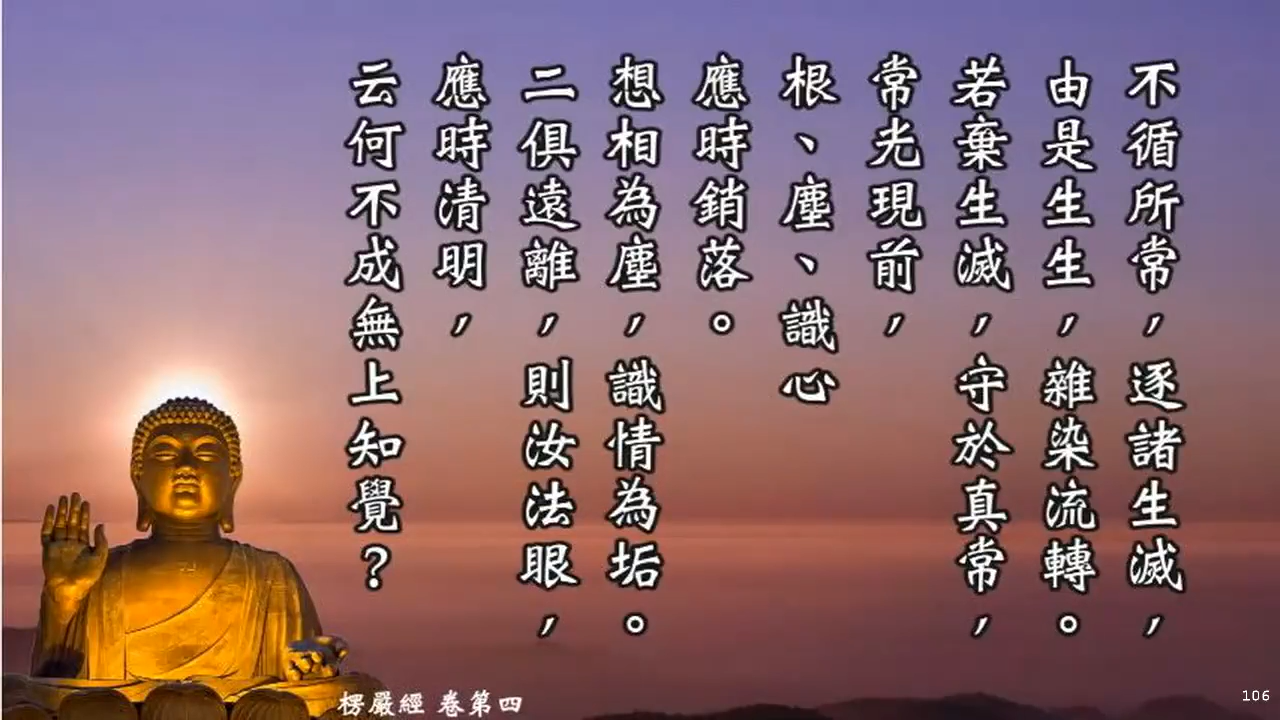 不循所常，逐諸生滅，
由是生生，雜染流轉。
若棄生滅，守於真常，
常光現前，
根、塵、識心
應時銷落。
想相為塵，識情為垢。
二俱遠離，則汝法眼，
應時清明，
云何不成無上知覺？
楞嚴經 卷第四
106